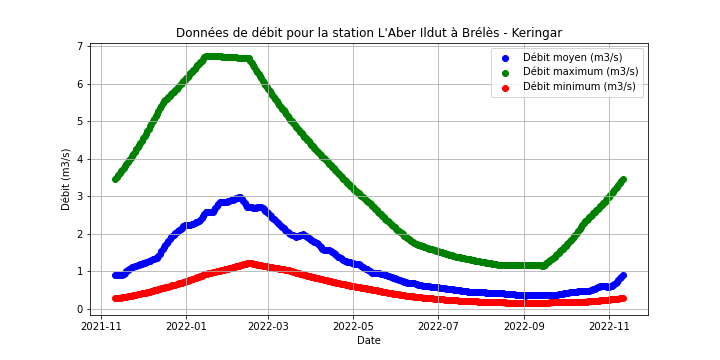 Données de débit pour la station L'Aber Ildut à Brélès - Keringar
Débit moyen (m3/s)
Débit maximum (m3/s)
Débit minimum (m3/s)
Débit (m3/s)
7
6
5
4
3
2
1
0
2021-11 2022-01 2022-03 2022-05 2022-07 2022-09 2022-11
Date